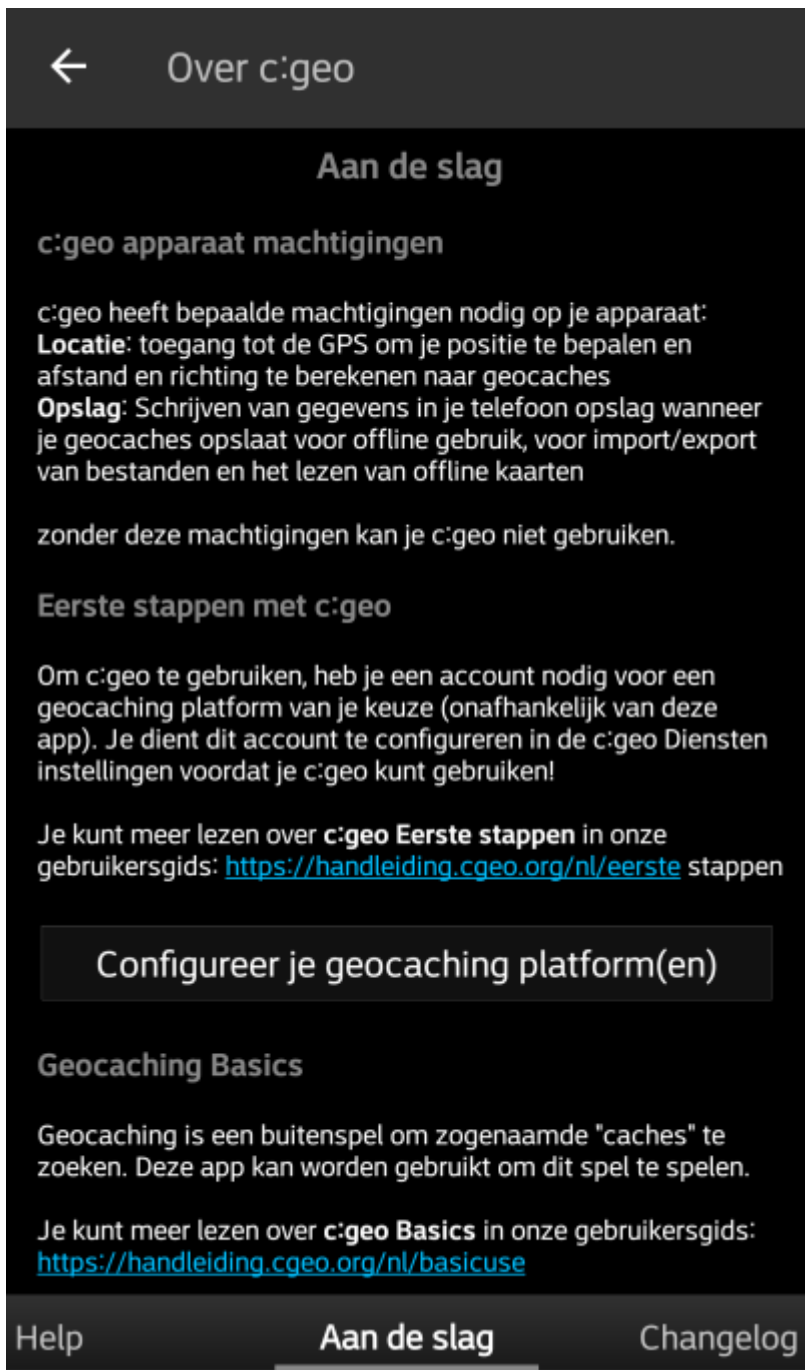 Over c:geo
Aan de slag
c:geo apparaat machtigingen
c:geo heeft bepaalde machtigingen nodig op je apparaat:
Locatie: toegang tot de GPS om je positie te bepalen en
afstand en richting te berekenen naar geocaches
Opslag: Schrijven van gegevens in je telefoon opslag wanneer
je geocaches opslaat voor offline gebruik, voor import/export
van bestanden en het lezen van offline kaarten
zonder deze machtigingen kan je c:geo niet gebruiken.
Eerste stappen met c:geo
Om c:geo te gebruiken, heb je een account nodig voor een
geocaching platform van je keuze (onafhankelijk van deze
app). Je dient dit account te configureren in de c:geo Diensten
instellingen voordat je c:geo kunt gebruiken!
Je kunt meer lezen over c:geo Eerste stappen in onze
gebruikersgids: https://handleiding.cgeo.org/nl/eerste stappen
Configureer je geocaching platform(en)
Geocaching Basics
Geocaching is een buitenspel om zogenaamde "caches" te
zoeken. Deze app kan worden gebruikt om dit spel te spelen.
Je kunt meer lezen over c:geo Basics in onze gebruikersgids:
https://handleiding.cgeo.org/nl/basicuse
Help
Aan de slag
Changelog